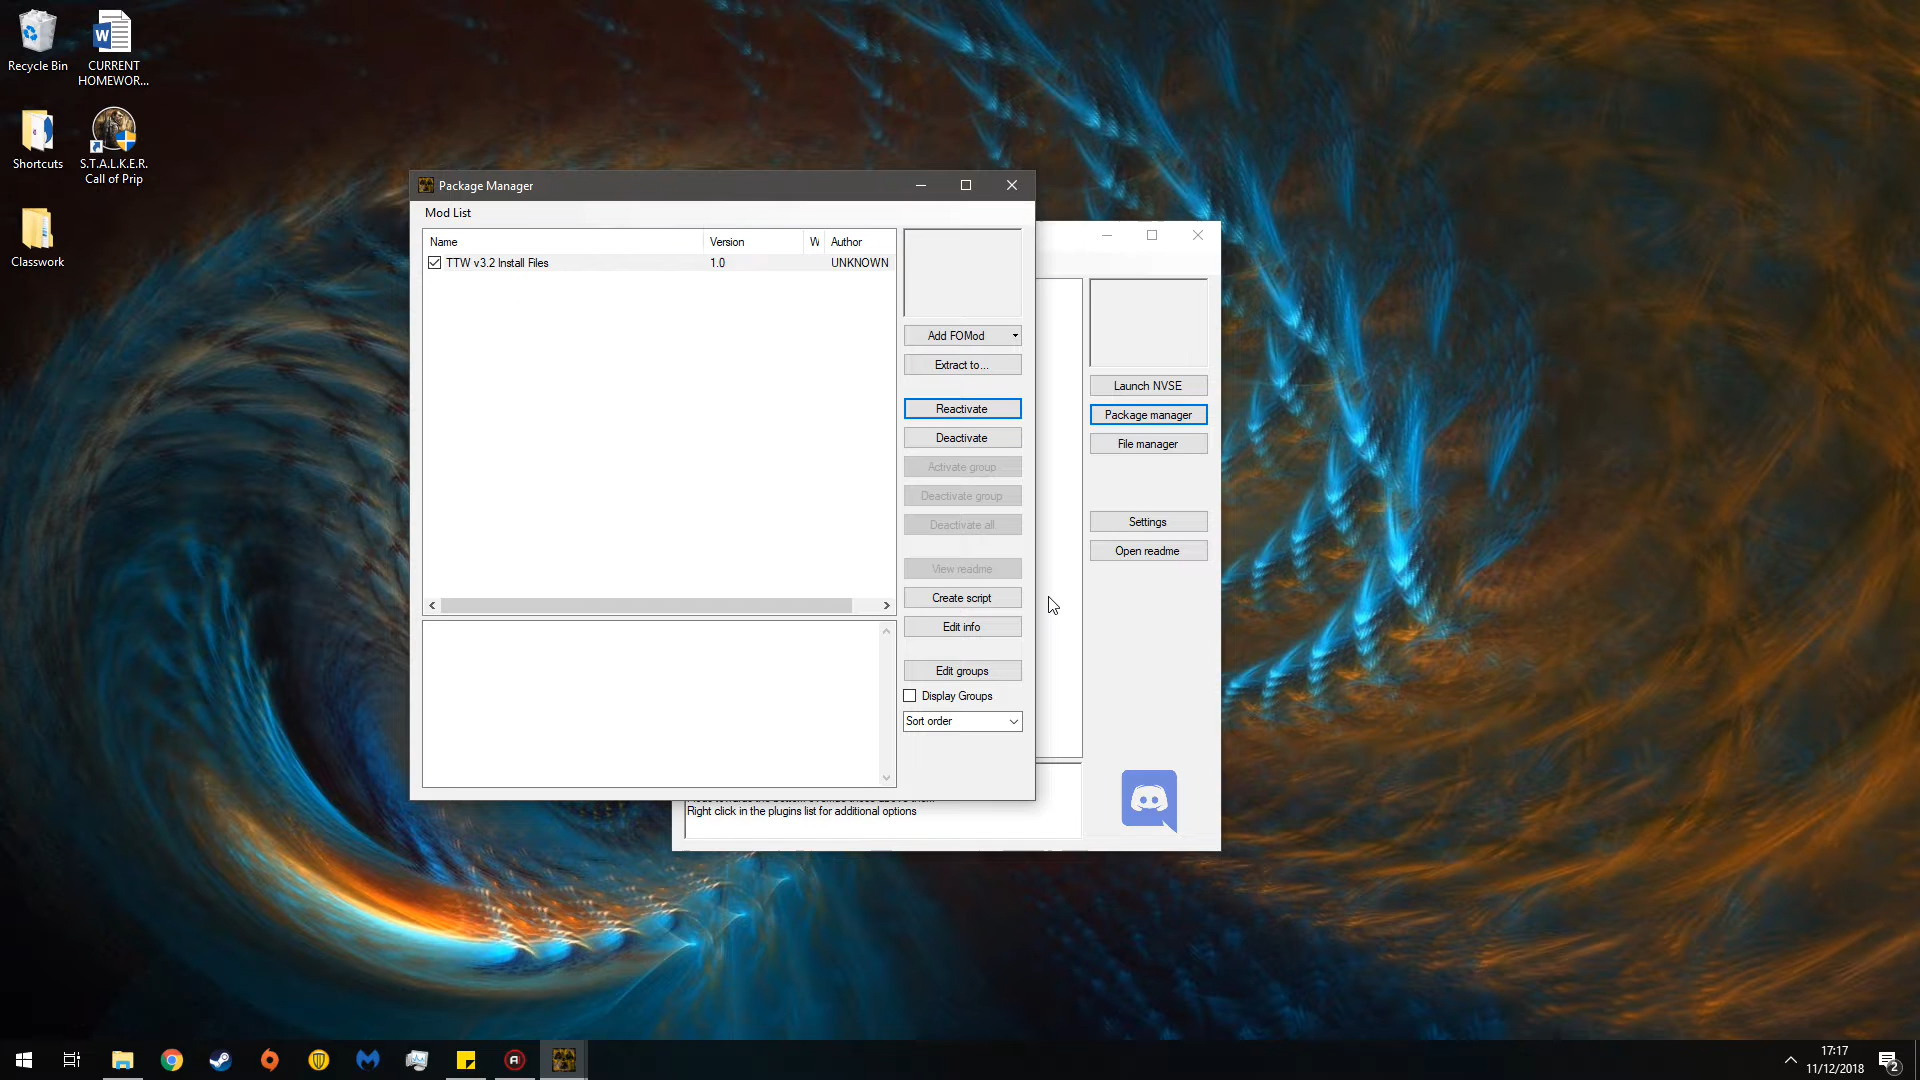 Recycle Bin
CURRENT
HOMEWOR...
Shortcuts
S.T.A.L.K.E.R.
Call of Prip
Classwork
Package Manager
Mod List
Name
Version
W
Author
TTW v3.2 Install Files
1.0
UNKNOWN
Add FOMod
Extract to...
Reactivate
Deactivate
Activate group
Deactivate group
Deactivate all
View readme
Create script
Edit info
Edit groups
Display Groups
Sort order
Launch NVSE
Package manager
File manager
Settings
Open readme
Right click in the plugins list for additional options
17:17
11/12/2018
2